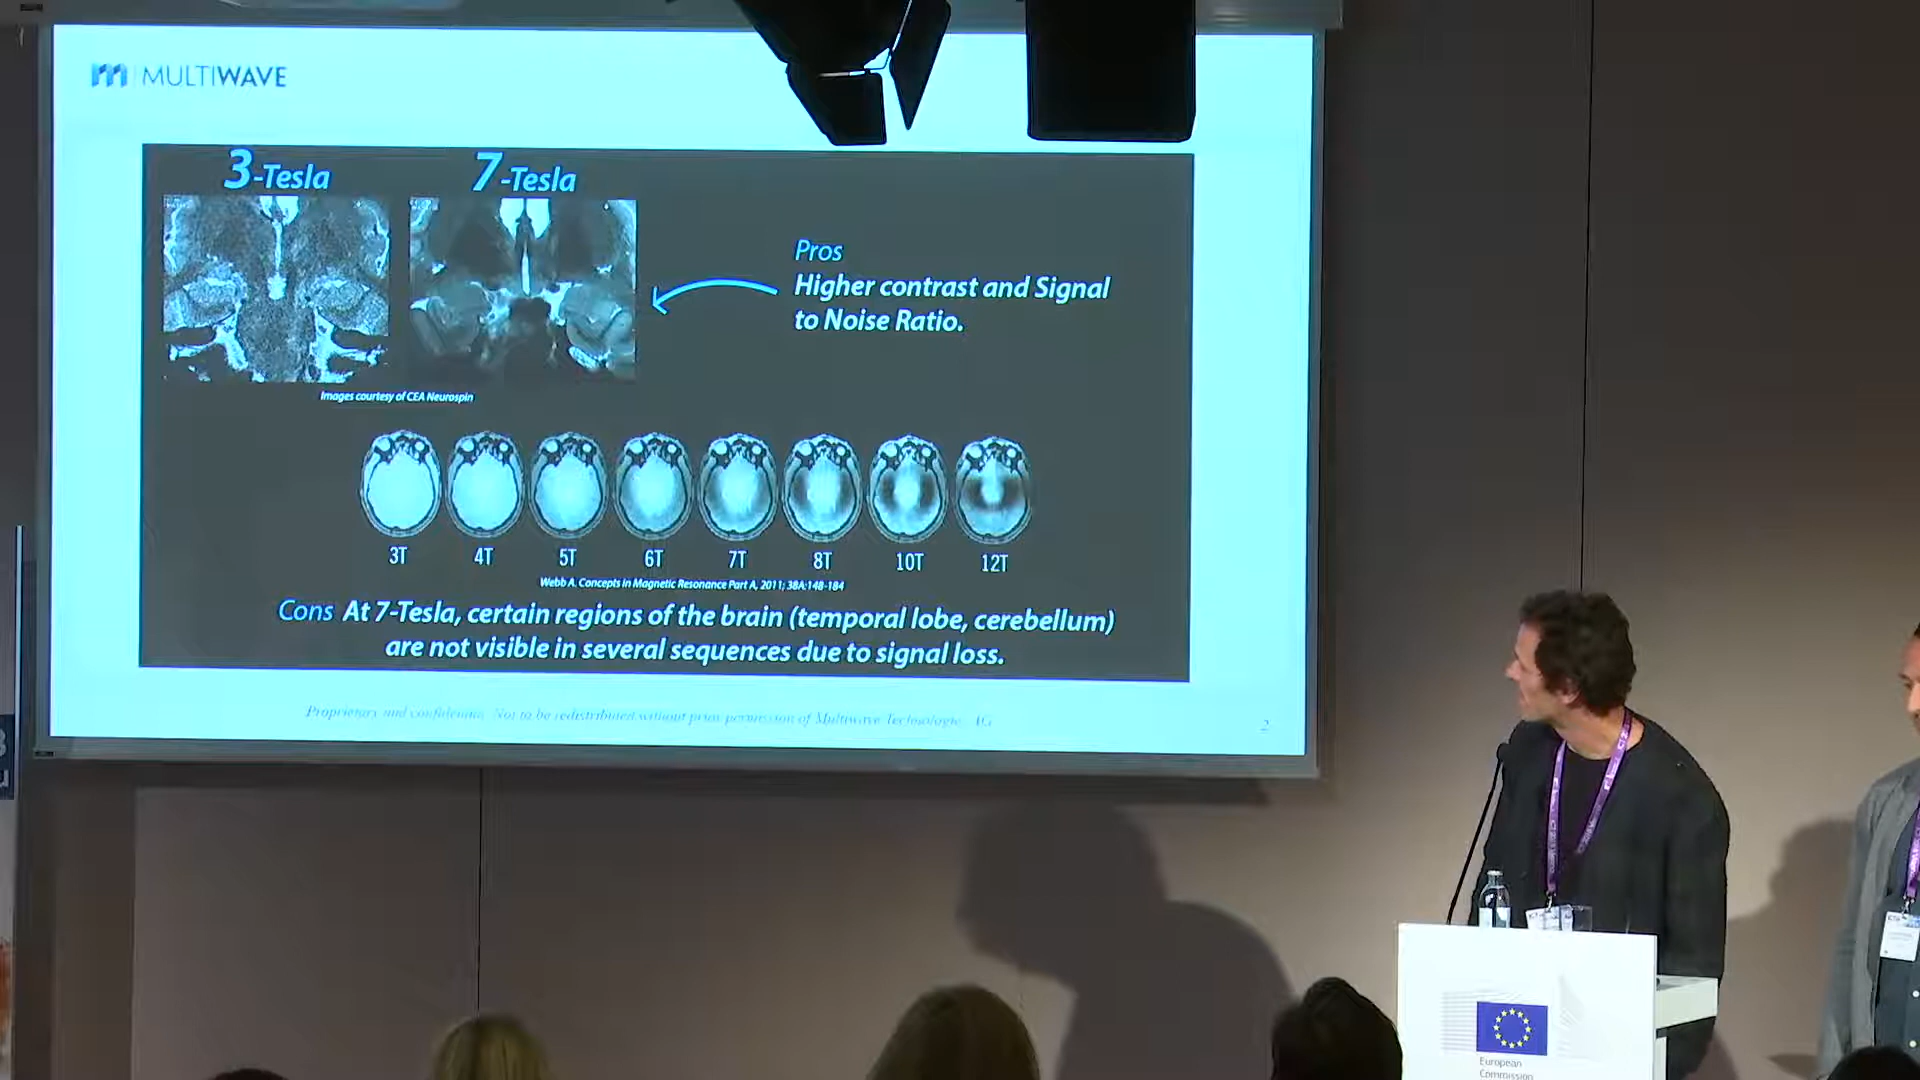 MULTIWAVE
3-Tesla
7-Tesla
Pros
Higher contrast and Signal
to Noise Ratio.
Images courtesy of CEA Neurospin
3T
4T
5T
6T
7T
8T
10T
12T
Webb A. Concepts in Magnetic Resonance Part A, 2011; 38A:148-184
Cons At 7-Tesla, certain regions of the brain (temporal lobe, cerebellum)
are not visible in several sequences due to signal loss.
Proprietary and confidential. Not to be redistributed without prior permission of Multiwave Technologie AG
2
European
Commission